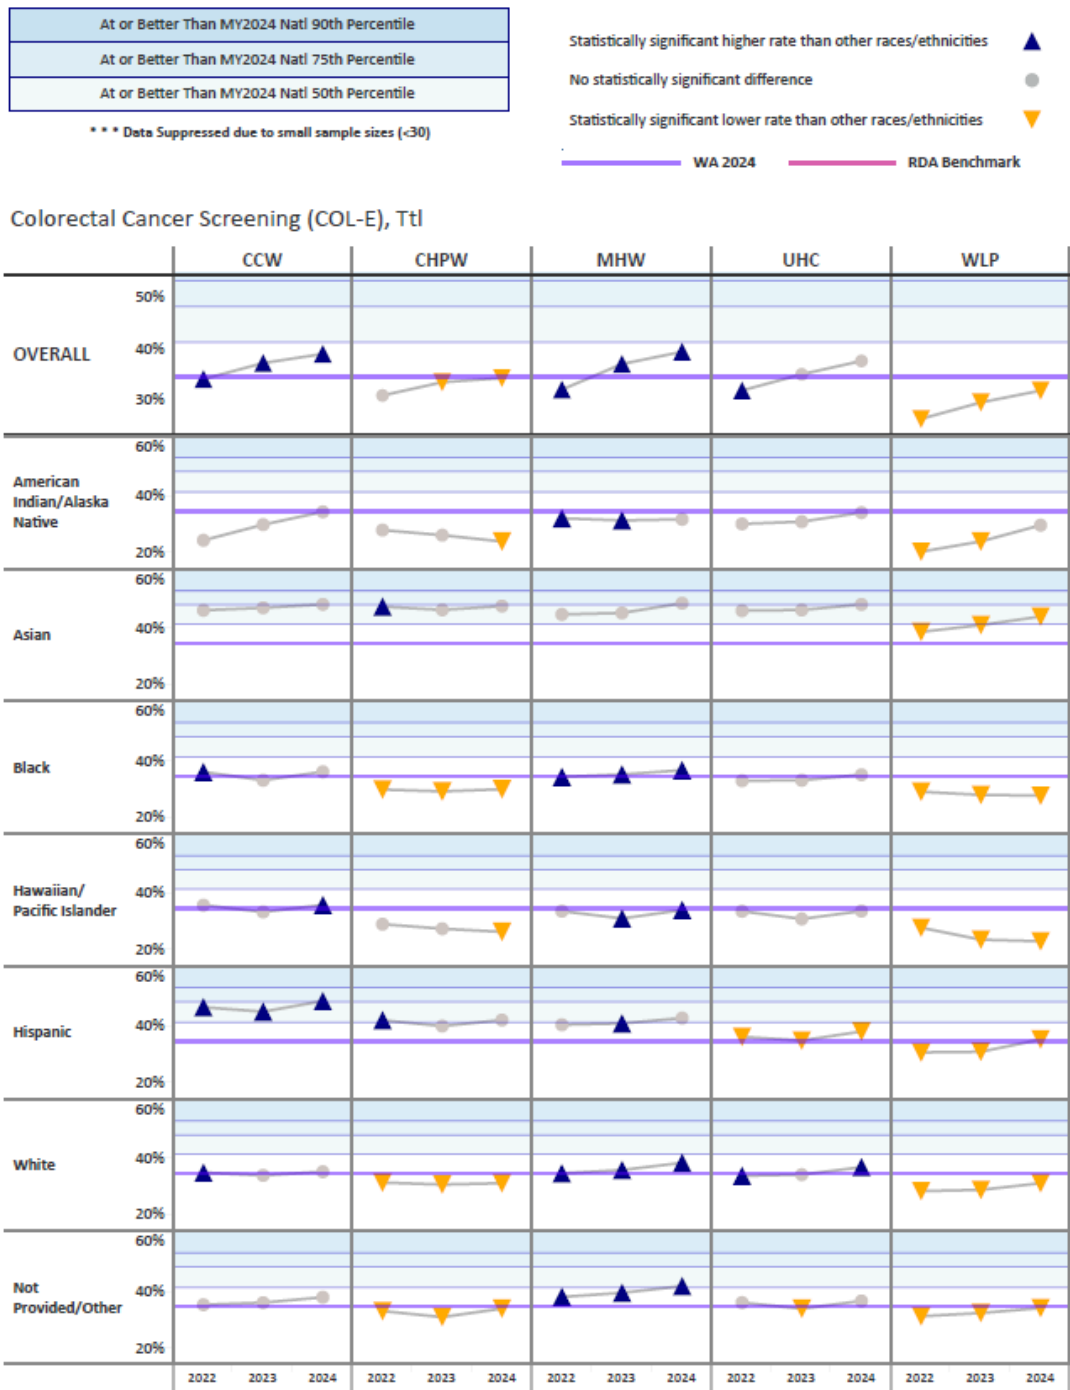 At or Better Than MY2024 Natl 90th Percentile
At or Better Than MY2024 Natl 75th Percentile
At or Better Than MY2024 Natl 50th Percentile
* * * Data Suppressed due to small sample sizes (<30)
Statistically significant higher rate than other races/ethnicities
No statistically significant difference
Statistically significant lower rate than other races/ethnicities
WA 2024 RDA Benchmark
Colorectal Cancer Screening (COL-E), Ttl
CCW CHPW MHW UHC WLP
OVERALL
50%
40%
30%
American
Indian/Alaska
Native
60%
40%
20%
Asian
60%
40%
20%
Black
60%
40%
20%
Hawaiian/
Pacific Islander
60%
40%
20%
Hispanic
60%
40%
20%
White
60%
40%
20%
Not
Provided/Other
60%
40%
20%
2022 2023 2024 2022 2023 2024 2022 2023 2024 2022 2023 2024 2022 2023 2024